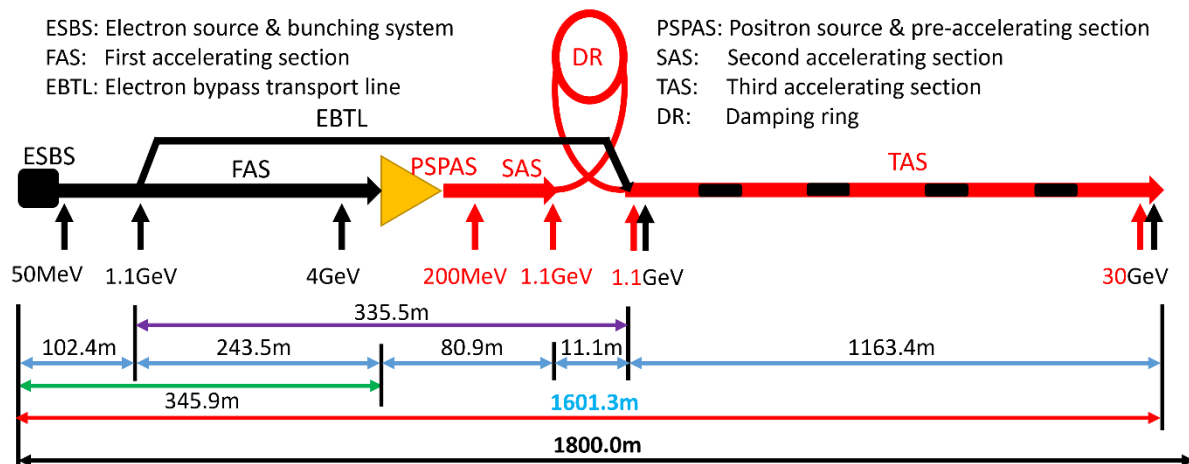 ESBS: Electron source & bunching system
FAS: First accelerating section
EBTL: Electron bypass transport line
PSPAS: Positron source & pre-accelerating section
SAS: Second accelerating section
TAS: Third accelerating section
DR: Damping ring
DR
EBTL
ESBS
FAS
PSPAS
SAS
TAS
50MeV
1.1GeV
4GeV
200MeV
1.1GeV
1.1GeV
30GeV
335.5m
102.4m
243.5m
80.9m
11.1m
1163.4m
345.9m
1601.3m
1800.0m